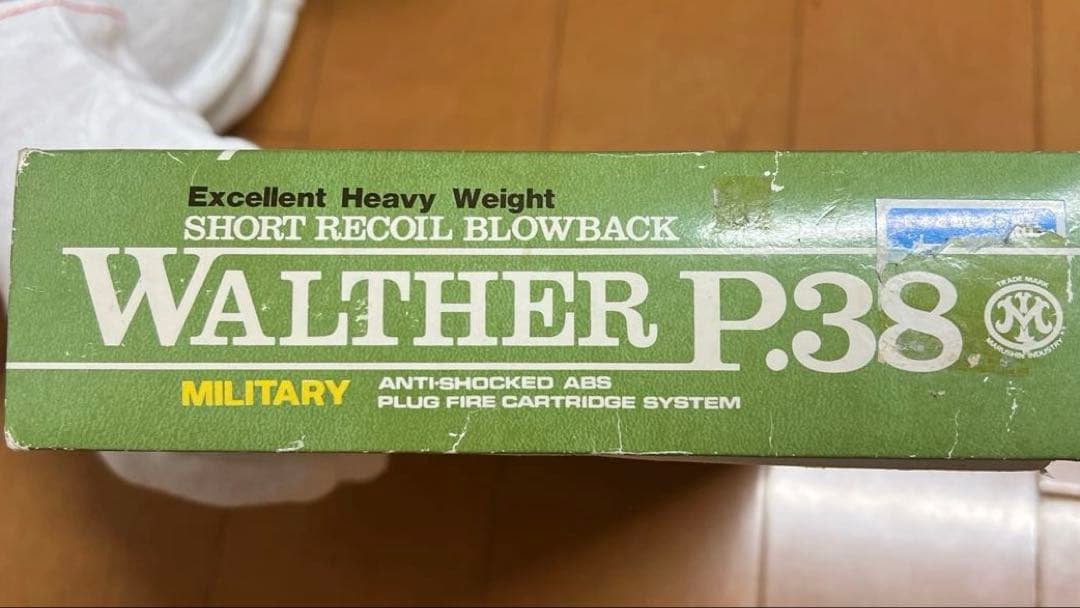 Excellent Heavy Weight
SHORT RECOIL BLOWBACK
WALTHER P.38
TRADE MARK
MARUSHIN INDUSTRY
MILITARY
ANTI-SHOCKED ABS
PLUG FIRE CARTRIDGE SYSTEM